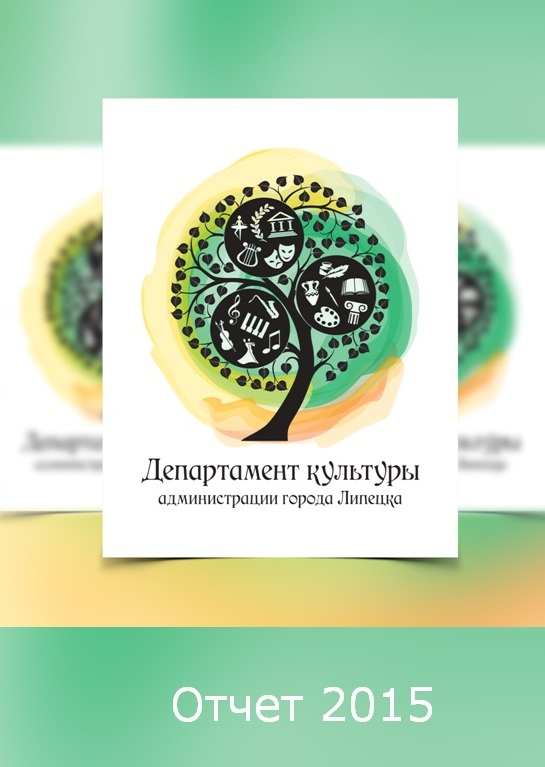 Департамент культуры
администрации города Липецка
Отчет 2015